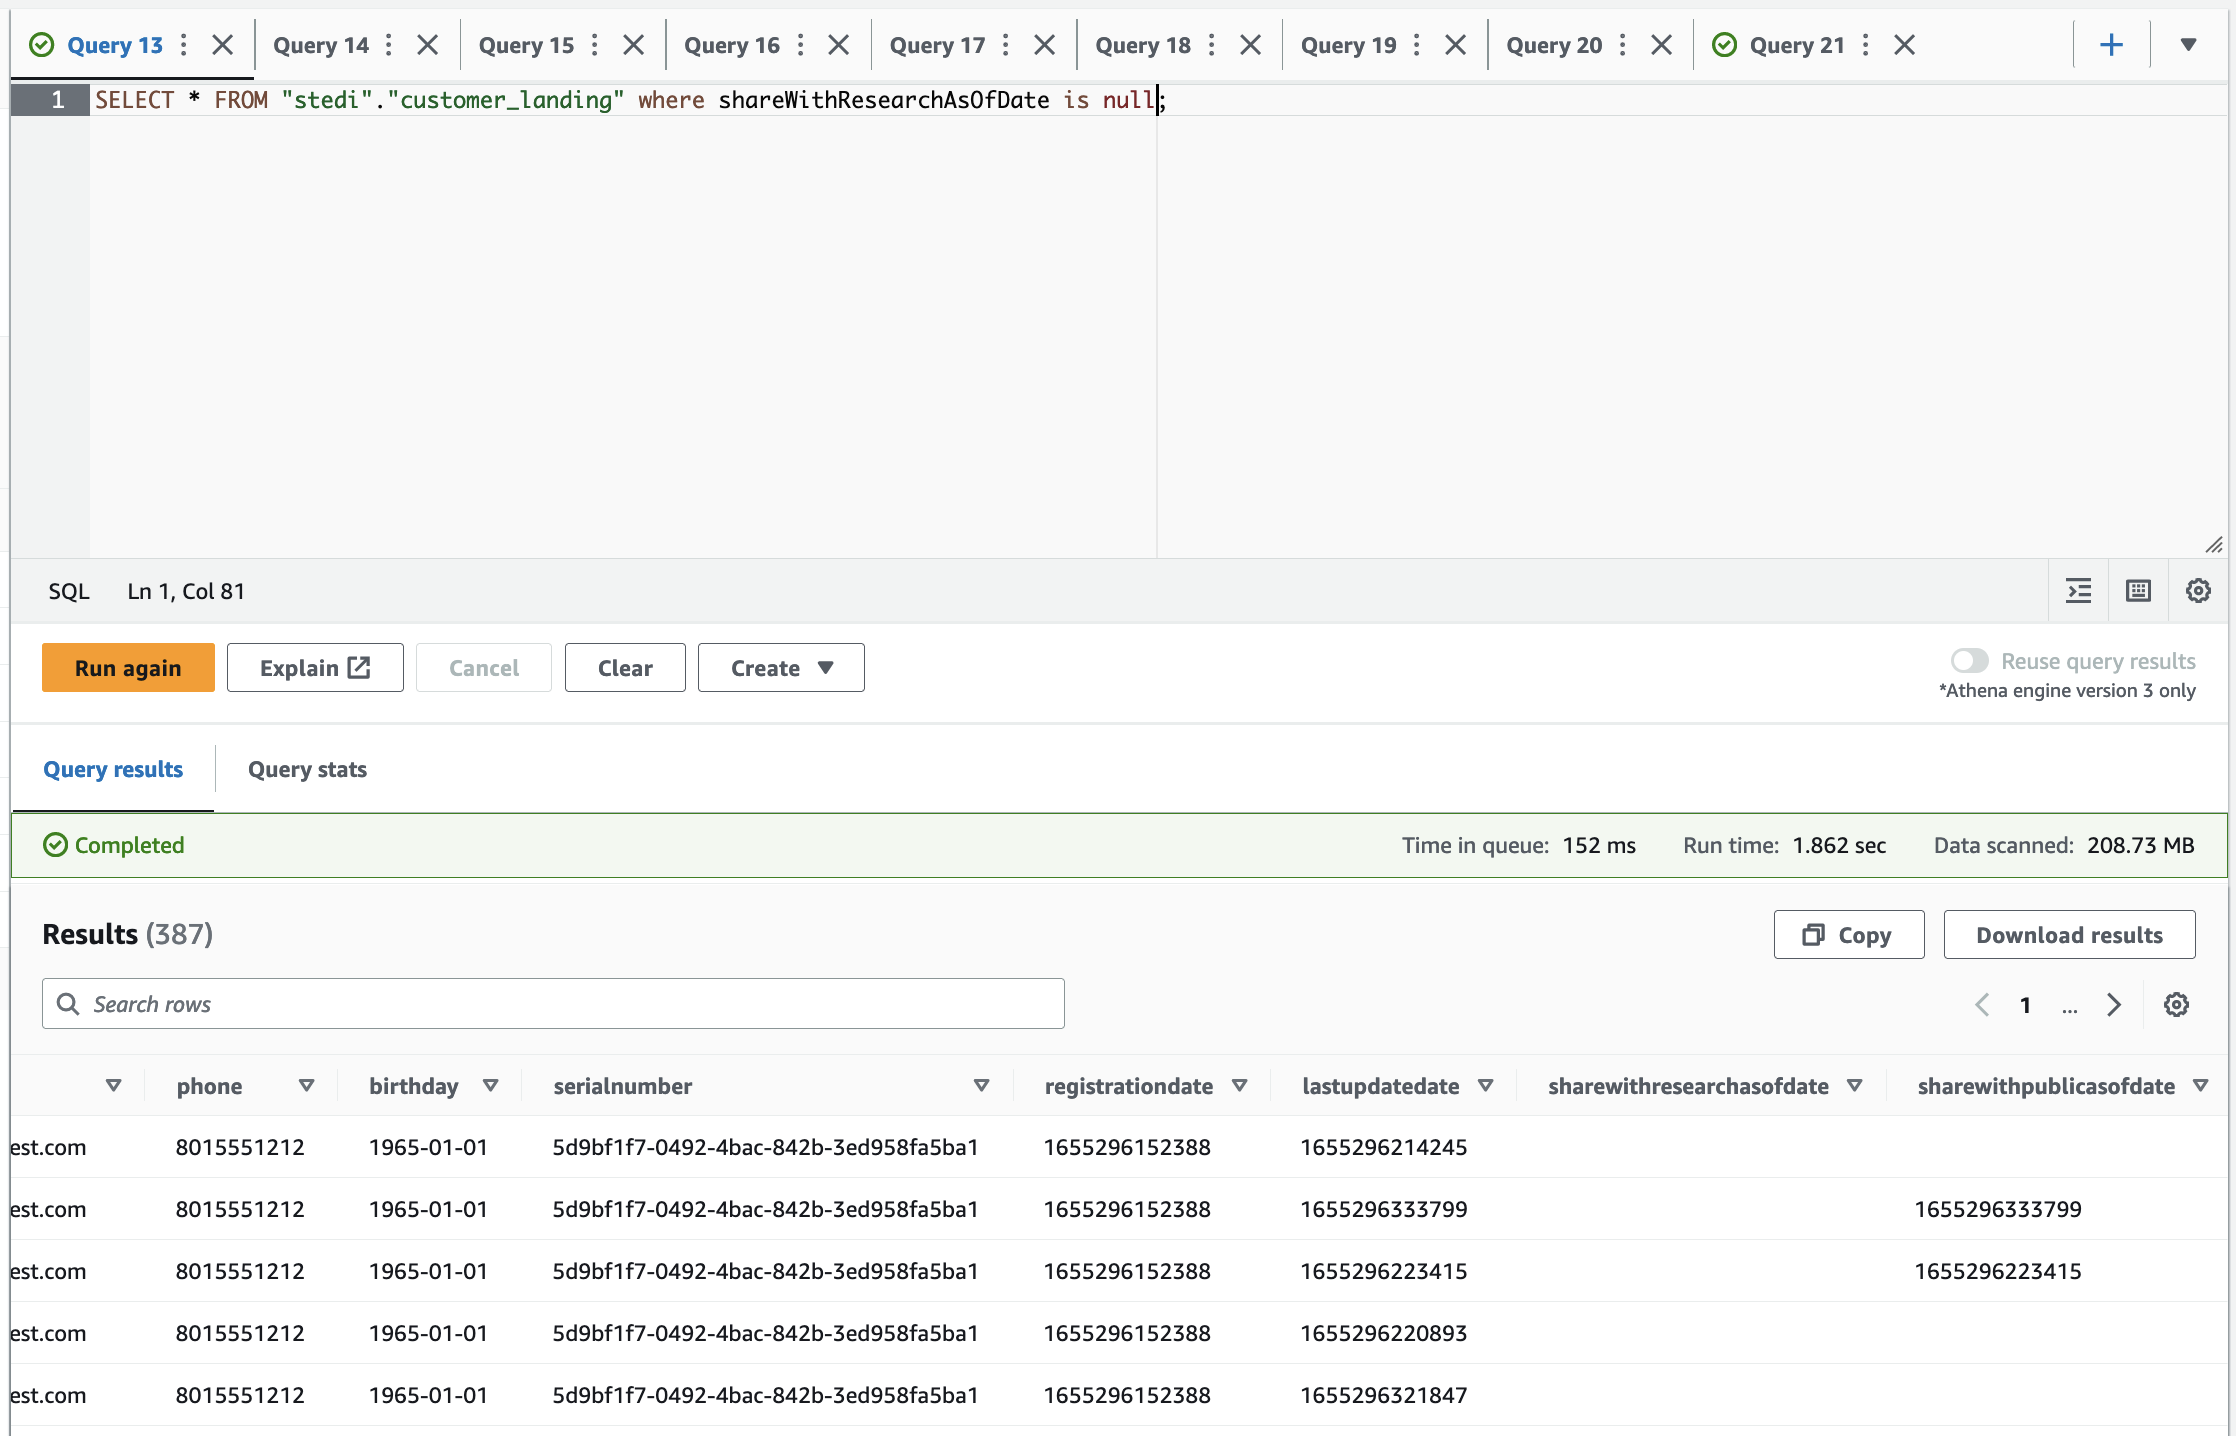 Query 13 Query 14 Query 15 Query 16 Query 17 Query 18 Query 19 Query 20 Query 21
1 SELECT * FROM "stedi"."customer_landing" where shareWithResearchAsOfDate is null;
SQL Ln 1, Col 81
Run again Explain Cancel Clear Create Reuse query results
*Athena engine version 3 only
Query results Query stats
Completed Time in queue: 152 ms Run time: 1.862 sec Data scanned: 208.73 MB
Results (387) Copy Download results
Search rows 1 ...
phone birthday serialnumber registrationdate lastupdatedate sharewithresearchasofdate sharewithpublicasofdate
est.com 8015551212 1965-01-01 5d9bf1f7-0492-4bac-842b-3ed958fa5ba1 1655296152388 1655296214245
est.com 8015551212 1965-01-01 5d9bf1f7-0492-4bac-842b-3ed958fa5ba1 1655296152388 1655296333799 1655296333799
est.com 8015551212 1965-01-01 5d9bf1f7-0492-4bac-842b-3ed958fa5ba1 1655296152388 1655296223415 1655296223415
est.com 8015551212 1965-01-01 5d9bf1f7-0492-4bac-842b-3ed958fa5ba1 1655296152388 1655296220893
est.com 8015551212 1965-01-01 5d9bf1f7-0492-4bac-842b-3ed958fa5ba1 1655296152388 1655296321847